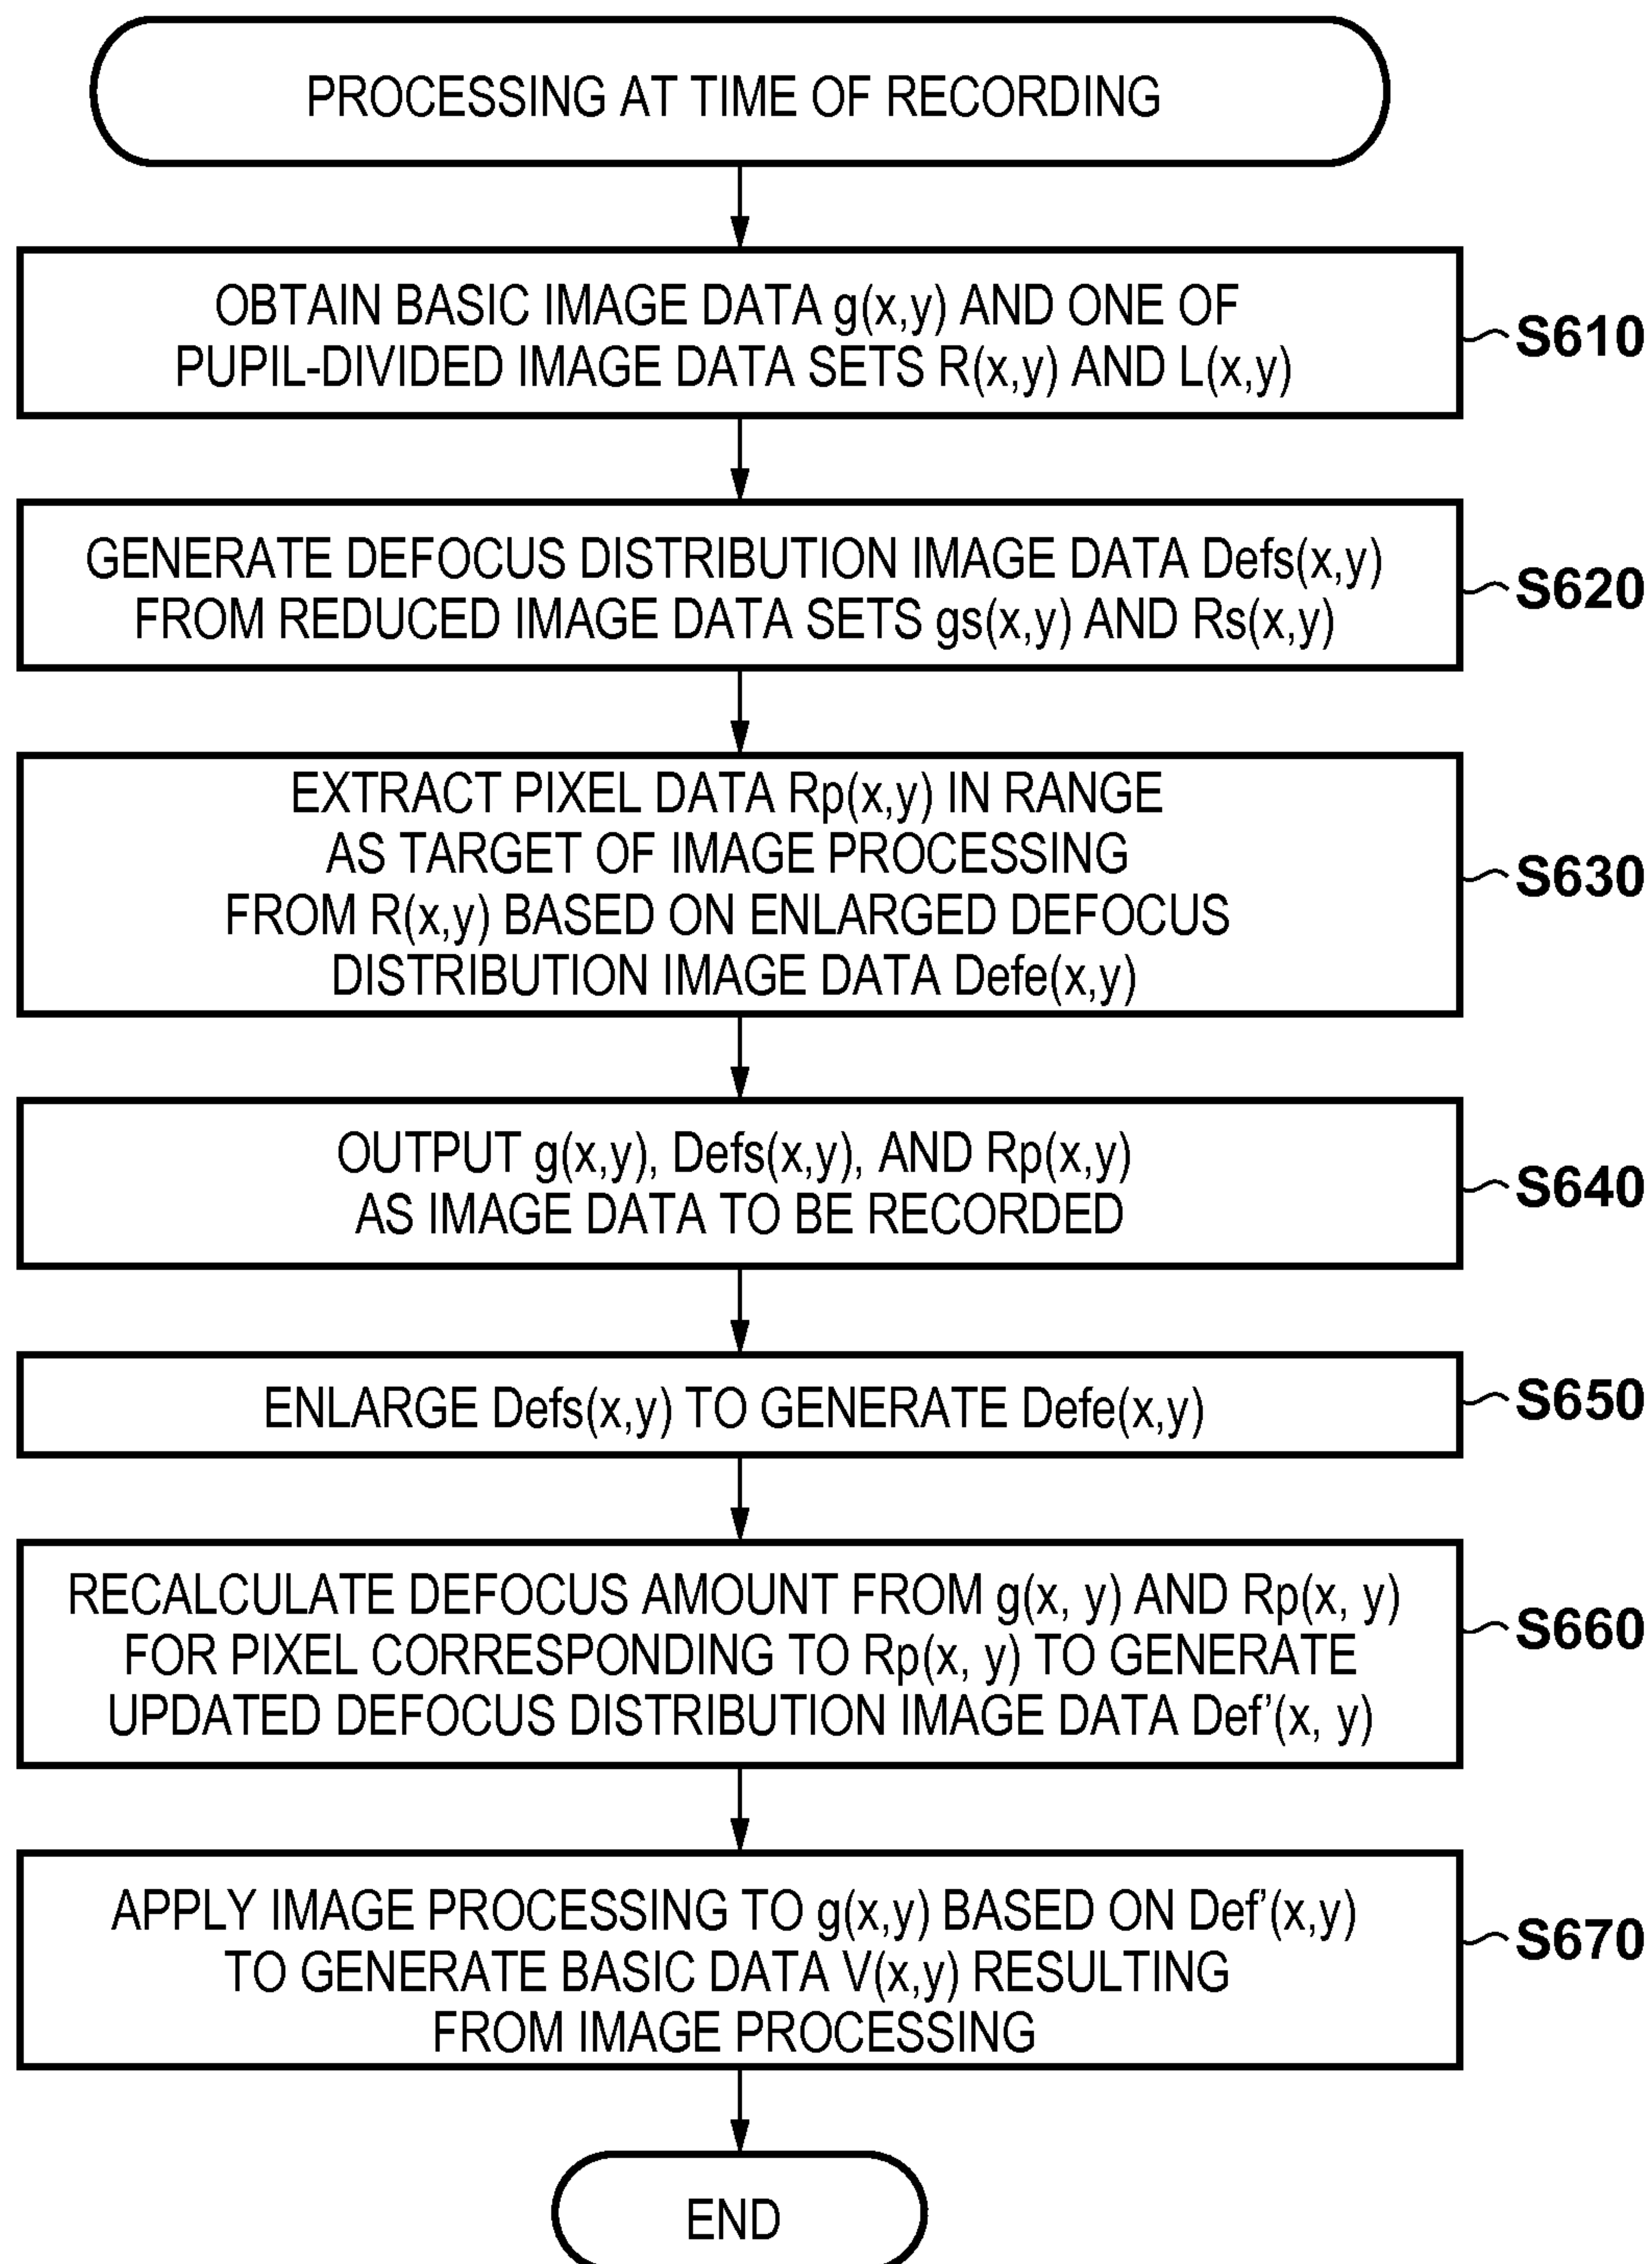 PROCESSING AT TIME OF RECORDING
OBTAIN BASIC IMAGE DATA g(x,y) AND ONE OF
PUPIL-DIVIDED IMAGE DATA SETS R(x,y) AND L(x,y)
S610
GENERATE DEFOCUS DISTRIBUTION IMAGE DATA Defs(x,y)
FROM REDUCED IMAGE DATA SETS gs(x,y) AND Rs(x,y)
S620
EXTRACT PIXEL DATA Rp(x,y) IN RANGE
AS TARGET OF IMAGE PROCESSING
FROM R(x,y) BASED ON ENLARGED DEFOCUS
DISTRIBUTION IMAGE DATA Defe(x,y)
S630
OUTPUT g(x,y), Defs(x,y), AND Rp(x,y)
AS IMAGE DATA TO BE RECORDED
S640
ENLARGE Defs(x,y) TO GENERATE Defe(x,y)
S650
RECALCULATE DEFOCUS AMOUNT FROM g(x, y) AND Rp(x, y)
FOR PIXEL CORRESPONDING TO Rp(x, y) TO GENERATE
UPDATED DEFOCUS DISTRIBUTION IMAGE DATA Def'(x, y)
S660
APPLY IMAGE PROCESSING TO g(x,y) BASED ON Def'(x,y)
TO GENERATE BASIC DATA V(x,y) RESULTING
FROM IMAGE PROCESSING
S670
END